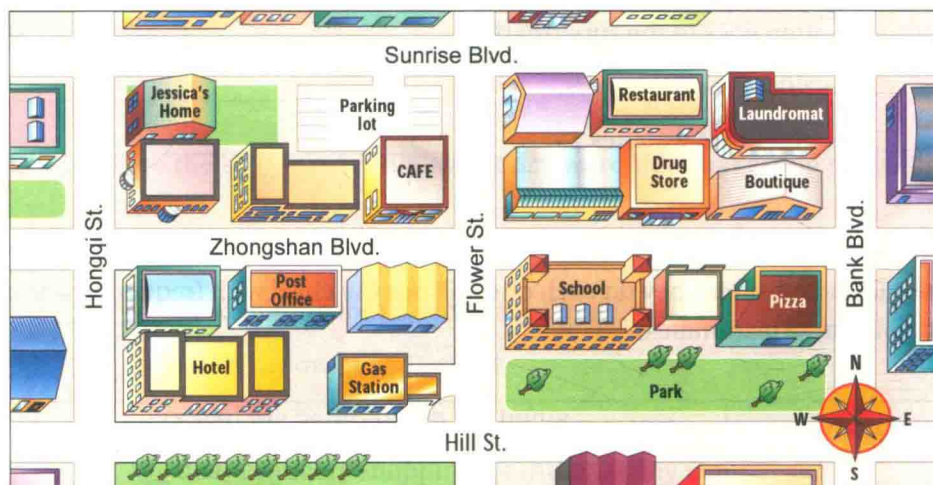 Sunrise Blvd.
Jessica's
Home
Parking
lot
CAFE
Restaurant
Laundromat
Drug
Store
Boutique
Hongqi St.
Zhongshan Blvd.
Flower St.
Bank Blvd.
Post
Office
Hotel
Gas
Station
School
Pizza
Park
N
W
E
S
Hill St.